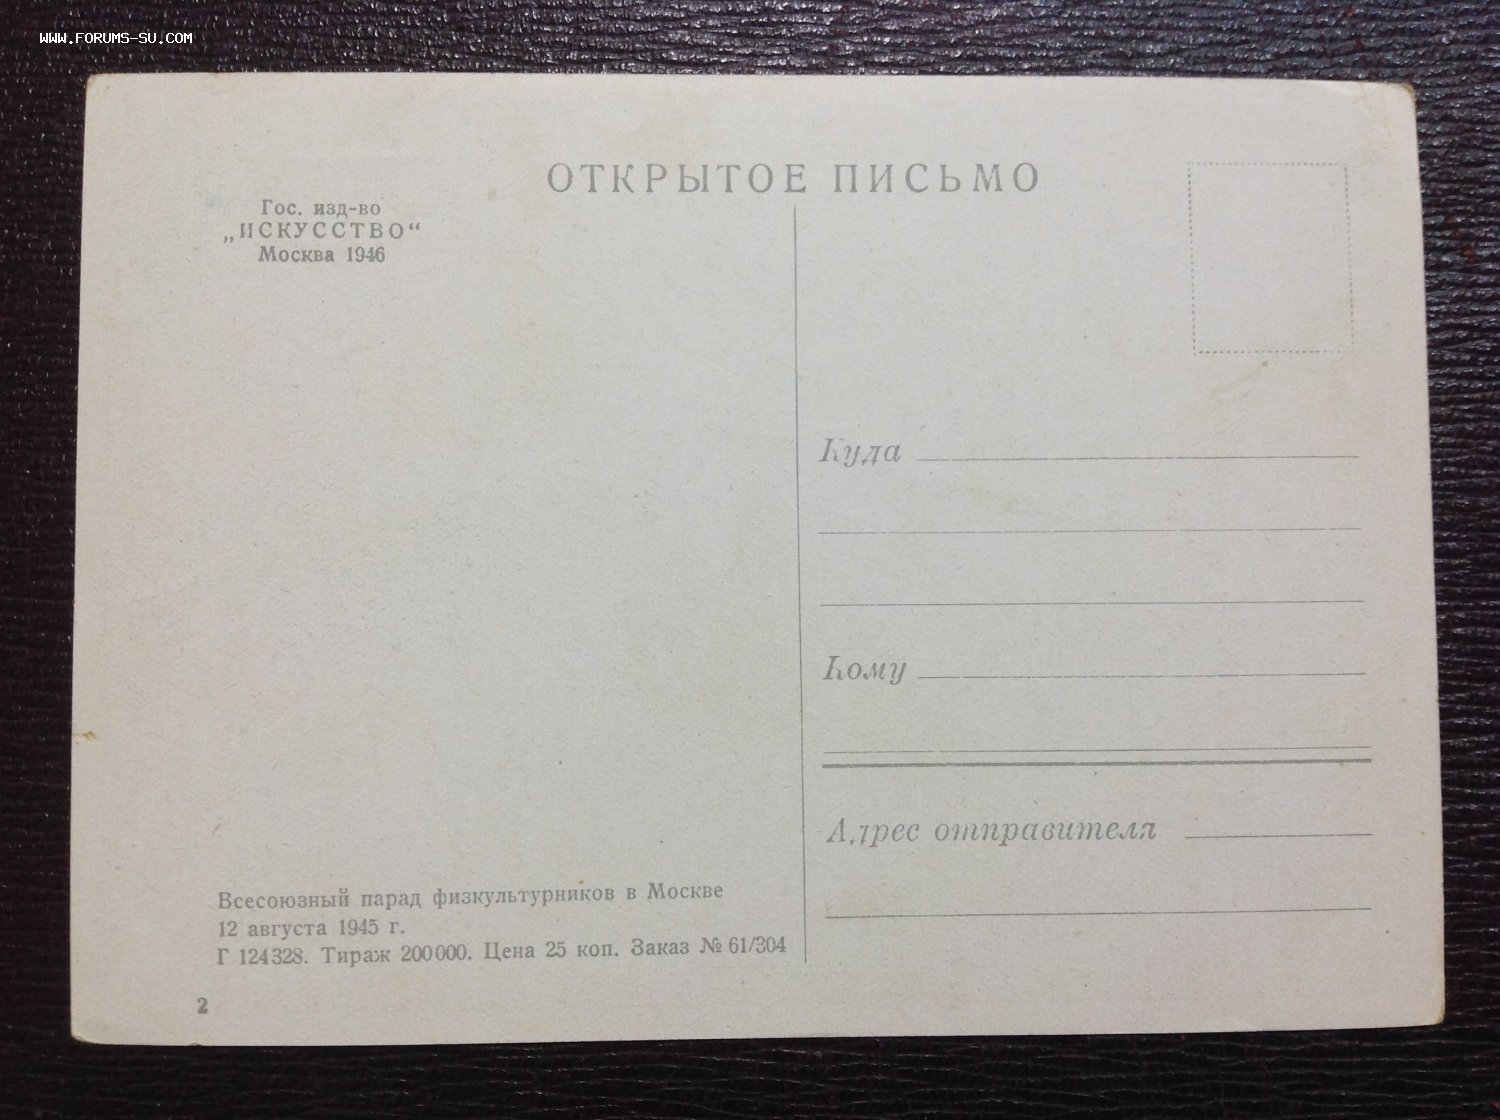 WWW.FORUMS-SU.COM
ОТКРЫТОЕ ПИСЬМО
Гос. изд-во
„ИСКУССТВО“
Москва 1946
Куда
Кому
Адрес отправителя
Всесоюзный парад физкультурников в Москве
12 августа 1945 г.
Г 124328. Тираж 200000. Цена 25 коп. Заказ № 61/304
2